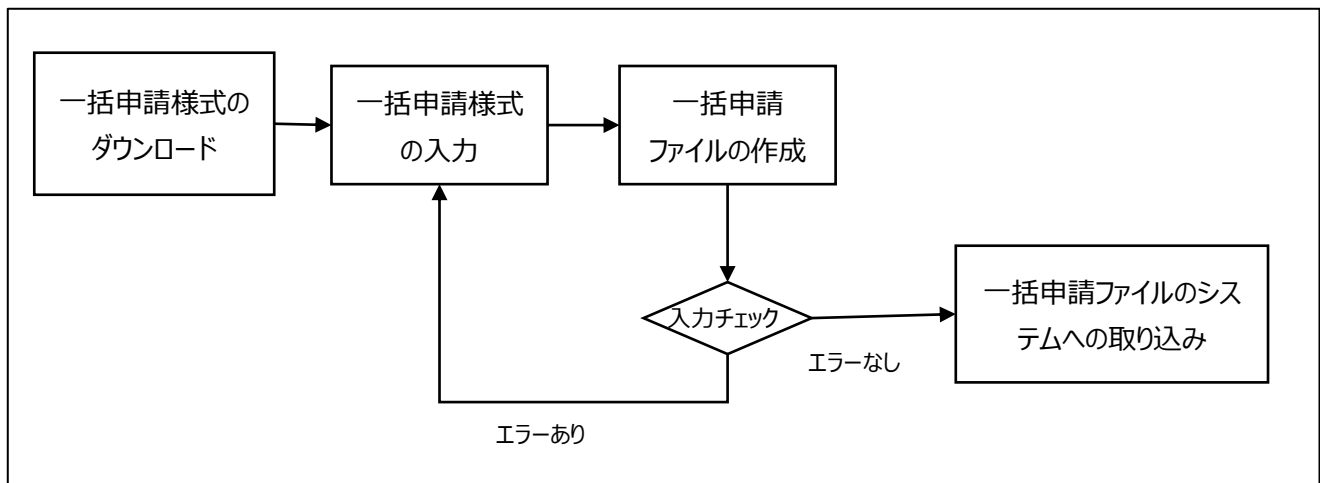 一括申請様式の
ダウンロード
一括申請様式
の入力
一括申請
ファイルの作成
入力チェック
エラーなし
一括申請ファイルのシス
テムへの取り込み
エラーあり